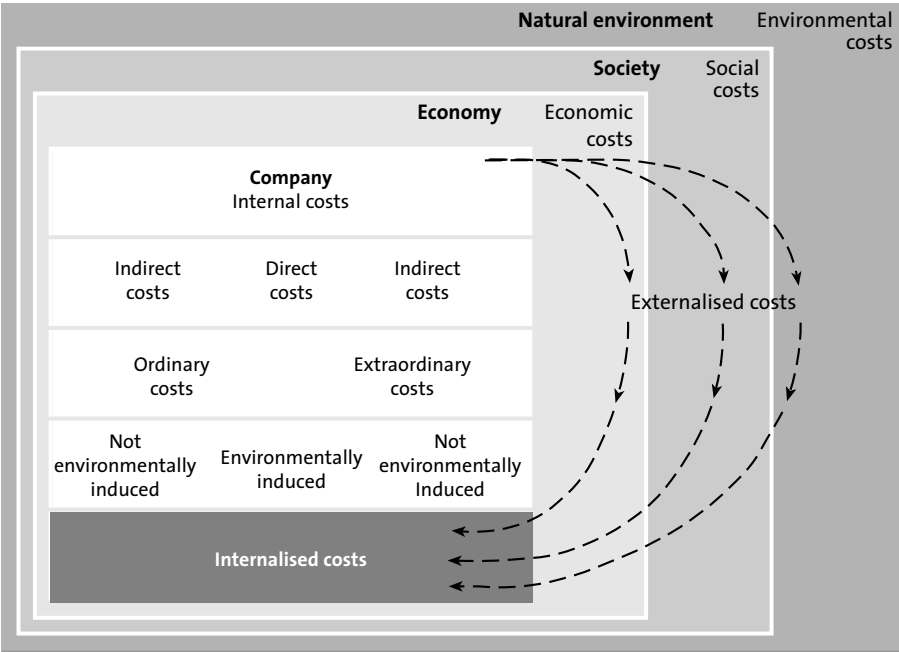 Natural environment Environmental
costs
Society Social
costs
Economy Economic
costs
Company
Internal costs
Indirect
costs
Direct
costs
Indirect
costs
Externalised costs
Ordinary
costs
Extraordinary
costs
Not
environmentally
induced
Environmentally
induced
Not
environmentally
Induced
Internalised costs